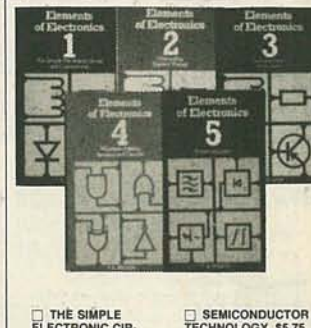 Elements
of Electronics
1
Elements
of Electronics
2
Elements
of Electronics
3
Elements
of Electronics
4
Elements
of Electronics
5
☐ THE SIMPLE
ELECTRONIC CIR-
☐ SEMICONDUCTOR
TECHNOLOGY. $5.75.